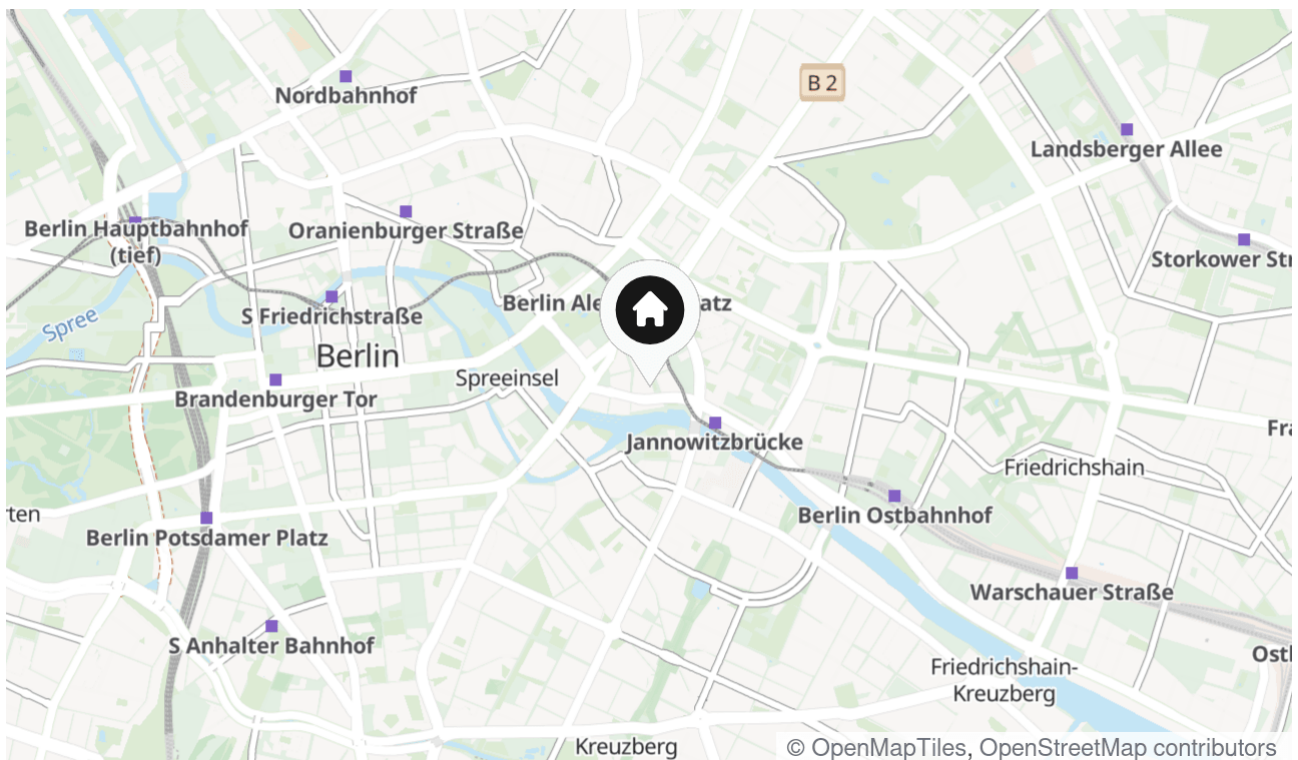 B 2
Nordbahnhof
Landsberger Allee
Berlin Hauptbahnhof
(tief)
Oranienburger Straße
Storkower Str
Berlin Ale
atz
S Friedrichstraße
Spree
Berlin
Spreeinsel
Brandenburger Tor
Jannowitzbrücke
Fra
Friedrichshain
rten
Berlin Ostbahnhof
Berlin Potsdamer Platz
Warschauer Straße
S Anhalter Bahnhof
Ostk
Friedrichshain-
Kreuzberg
Kreuzberg
© OpenMapTiles, OpenStreetMap contributors